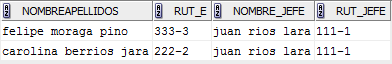 NOMBREAPELLIDOS RUT_E NOMBRE_JEFE RUT_JEFE
felipe moraga pino 333-3 juan rios lara 111-1
carolina berrios jara 222-2 juan rios lara 111-1